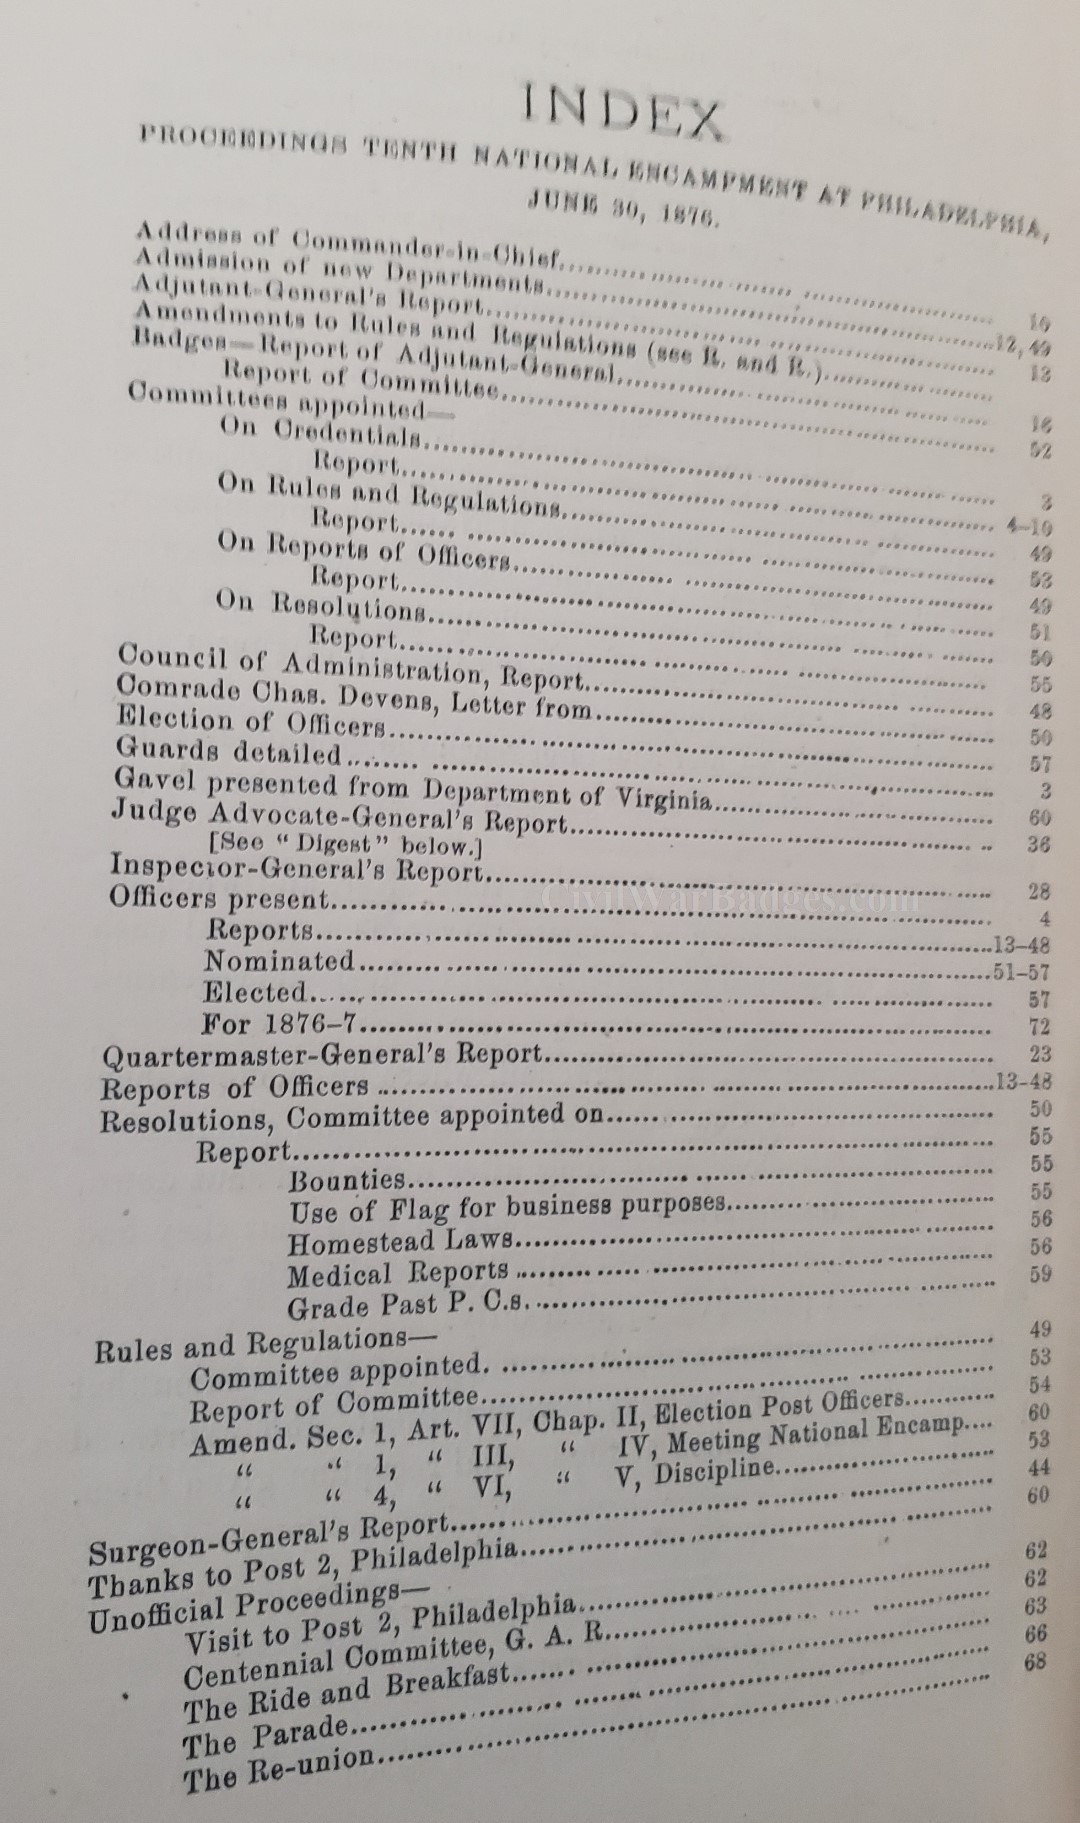 INDEX
PROCEEDINGS TENTH NATIONAL ENCAMPMENT AT PHILADELPHIA,
JUNE 30, 1876.
Address of Commander-in-Chief 10
Admission of new Departments 12, 49
Adjutant-General's Report 13
Amendments to Rules and Regulations (see R. and R.)
Badges—Report of Adjutant-General 16
Report of Committee 52
Committees appointed—
On Credentials 3
Report 4–10
On Rules and Regulations 49
Report 53
On Reports of Officers 49
Report 51
On Resolutions 50
Report 55
Council of Administration, Report 48
Comrade Chas. Devens, Letter from 50
Election of Officers 57
Guards detailed 3
Gavel presented from Department of Virginia 60
Judge Advocate-General's Report 36
[See "Digest" below.]
Inspector-General's Report 28
Officers present 4
Reports 13–48
Nominated 51–57
Elected 57
For 1876–7 72
Quartermaster-General's Report 23
Reports of Officers 13–48
Resolutions, Committee appointed on 50
Report 55
Bounties 55
Use of Flag for business purposes 55
Homestead Laws 56
Medical Reports 56
Grade Past P. C.s. 59
Rules and Regulations—
Committee appointed. 49
Report of Committee 53
Amend. Sec. 1, Art. VII, Chap. II, Election Post Officers 54
" " 1, " III, " IV, Meeting National Encamp. 60
" " 4, " VI, " V, Discipline 53
Surgeon-General's Report 44
Thanks to Post 2, Philadelphia 60
Unofficial Proceedings—
Visit to Post 2, Philadelphia 62
Centennial Committee, G. A. R. 62
The Ride and Breakfast 63
The Parade 66
The Re-union 68
CivilWarBadges.com